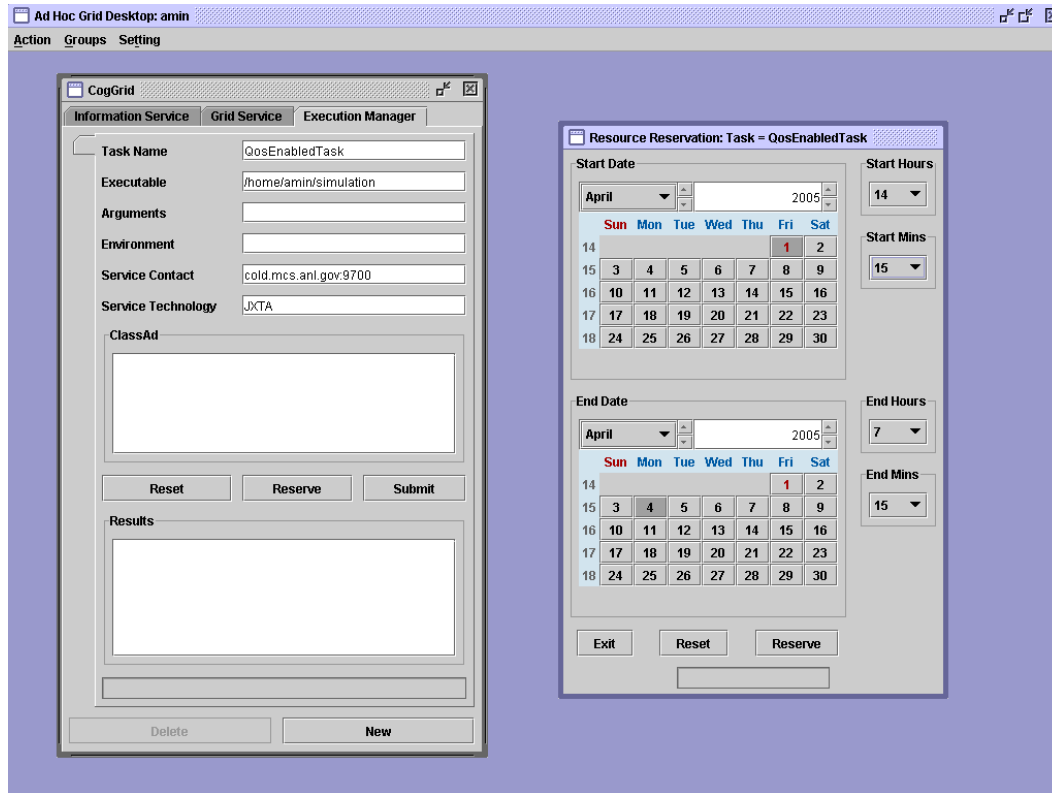 Ad Hoc Grid Desktop: amin
Action Groups Setting
CogGrid
Information Service Grid Service Execution Manager
Task Name QosEnabledTask
Executable /home/amin/simulation
Arguments
Environment
Service Contact cold.mcs.anl.gov:9700
Service Technology JXTA
ClassAd
Reset Reserve Submit
Results
Delete New
Resource Reservation: Task = QosEnabledTask
Start Date
April 2005
Sun Mon Tue Wed Thu Fri Sat
14 1 2
15 3 4 5 6 7 8 9
16 10 11 12 13 14 15 16
17 17 18 19 20 21 22 23
18 24 25 26 27 28 29 30
Start Hours
14
Start Mins
15
End Date
April 2005
Sun Mon Tue Wed Thu Fri Sat
14 1 2
15 3 4 5 6 7 8 9
16 10 11 12 13 14 15 16
17 17 18 19 20 21 22 23
18 24 25 26 27 28 29 30
End Hours
7
End Mins
15
Exit Reset Reserve